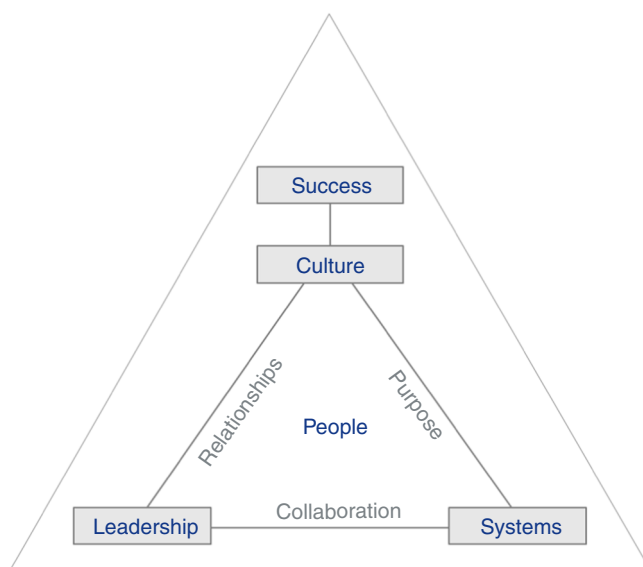 Success
Culture
Relationships
Purpose
People
Leadership
Collaboration
Systems